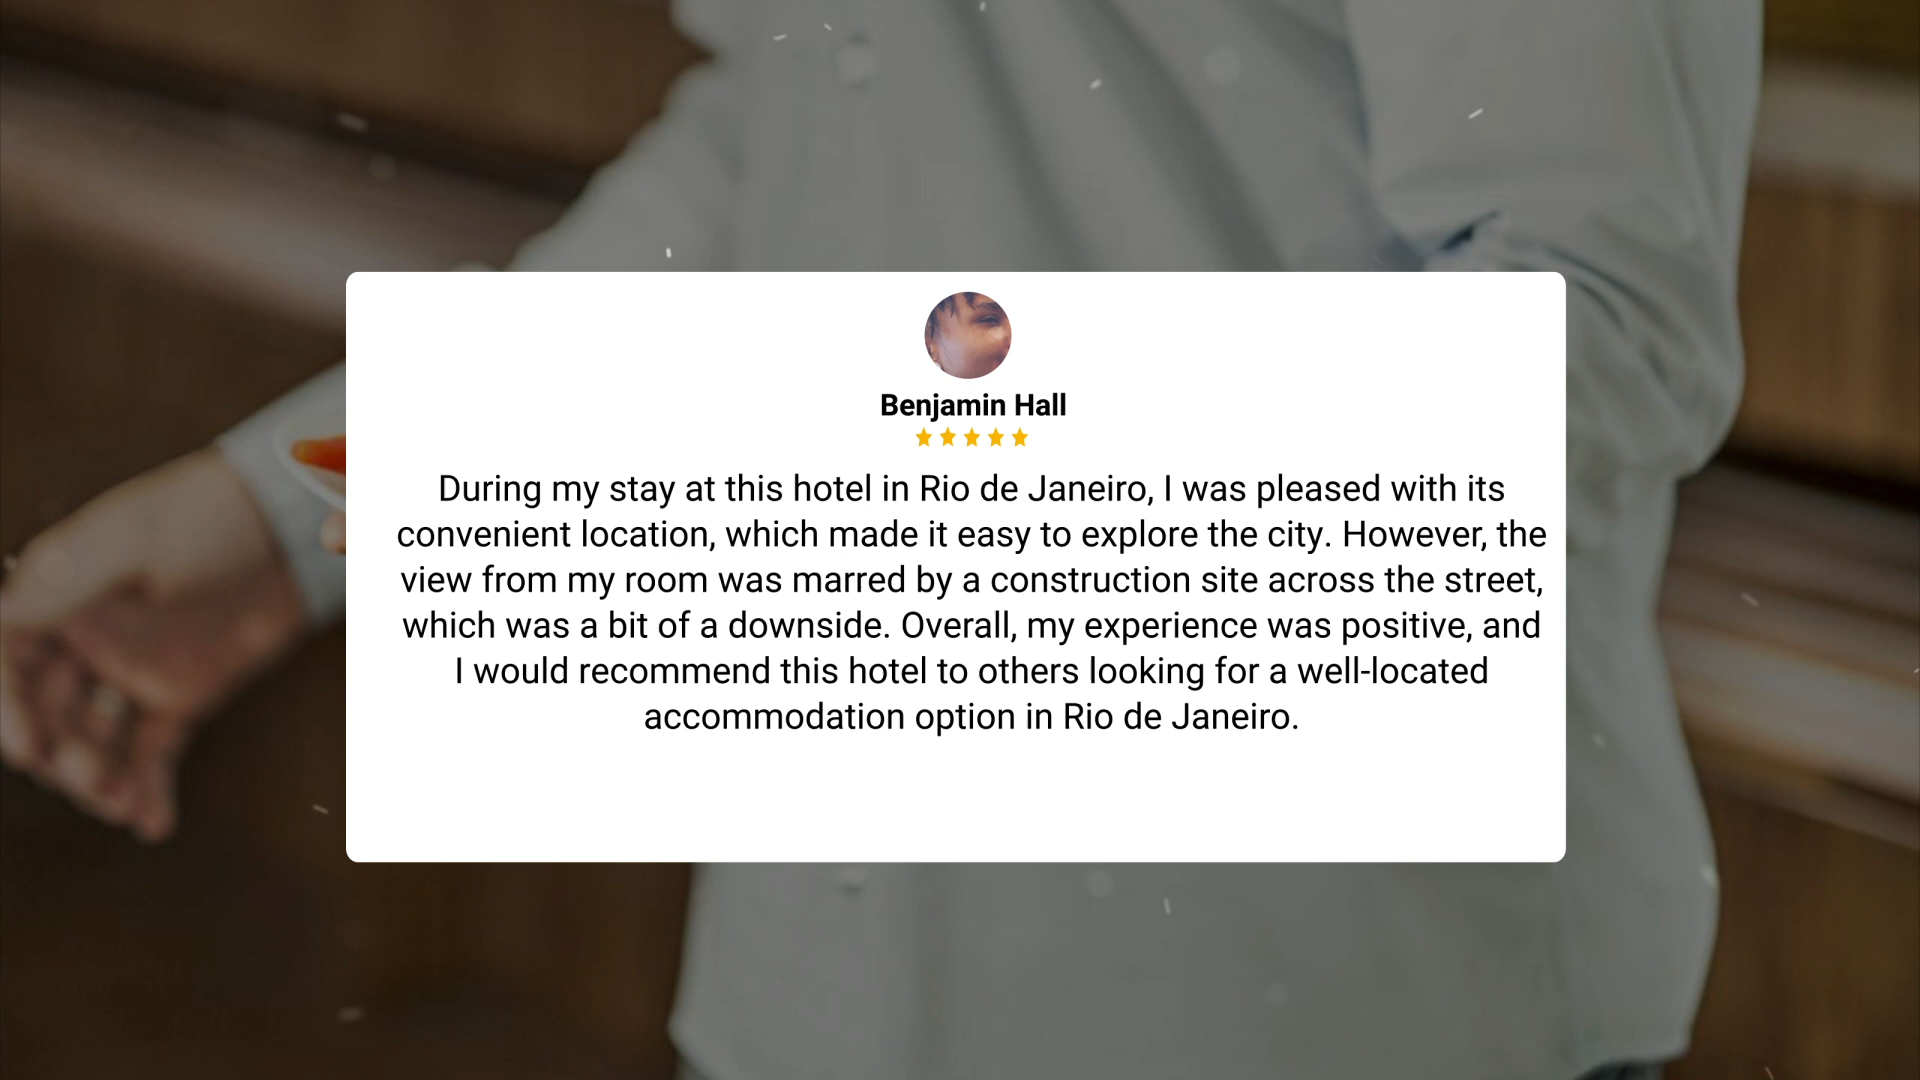 Benjamin Hall
During my stay at this hotel in Rio de Janeiro, I was pleased with its
convenient location, which made it easy to explore the city. However, the
view from my room was marred by a construction site across the street,
which was a bit of a downside. Overall, my experience was positive, and
I would recommend this hotel to others looking for a well-located
accommodation option in Rio de Janeiro.